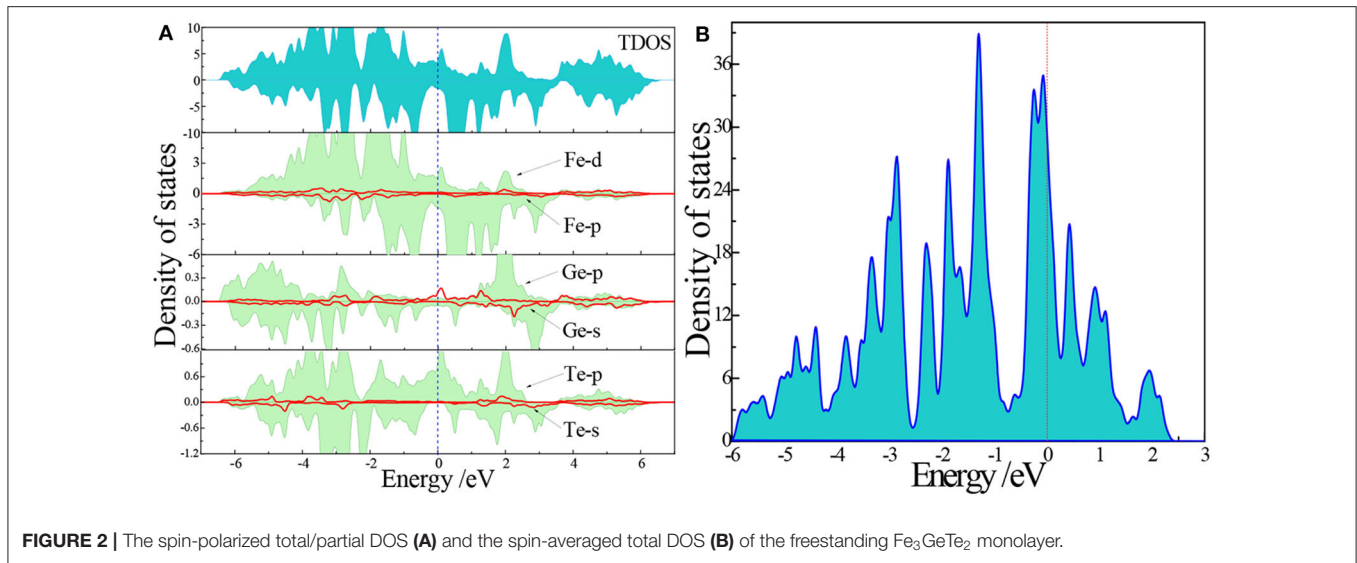 A
Density of states
10
5
0
-5
TDOS
-10
3
0
-3
-6
Fe-d
Fe-p
0.3
0.0
-0.3
-0.6
Ge-p
Ge-s
0.6
0.0
-0.6
-1.2
Te-p
Te-s
-6 -4 -2 0 2 4 6
Energy /eV
B
Density of states
36
30
24
18
12
6
0
-6 -5 -4 -3 -2 -1 0 1 2 3
Energy /eV
FIGURE 2 | The spin-polarized total/partial DOS (A) and the spin-averaged total DOS (B) of the freestanding Fe₃GeTe₂ monolayer.